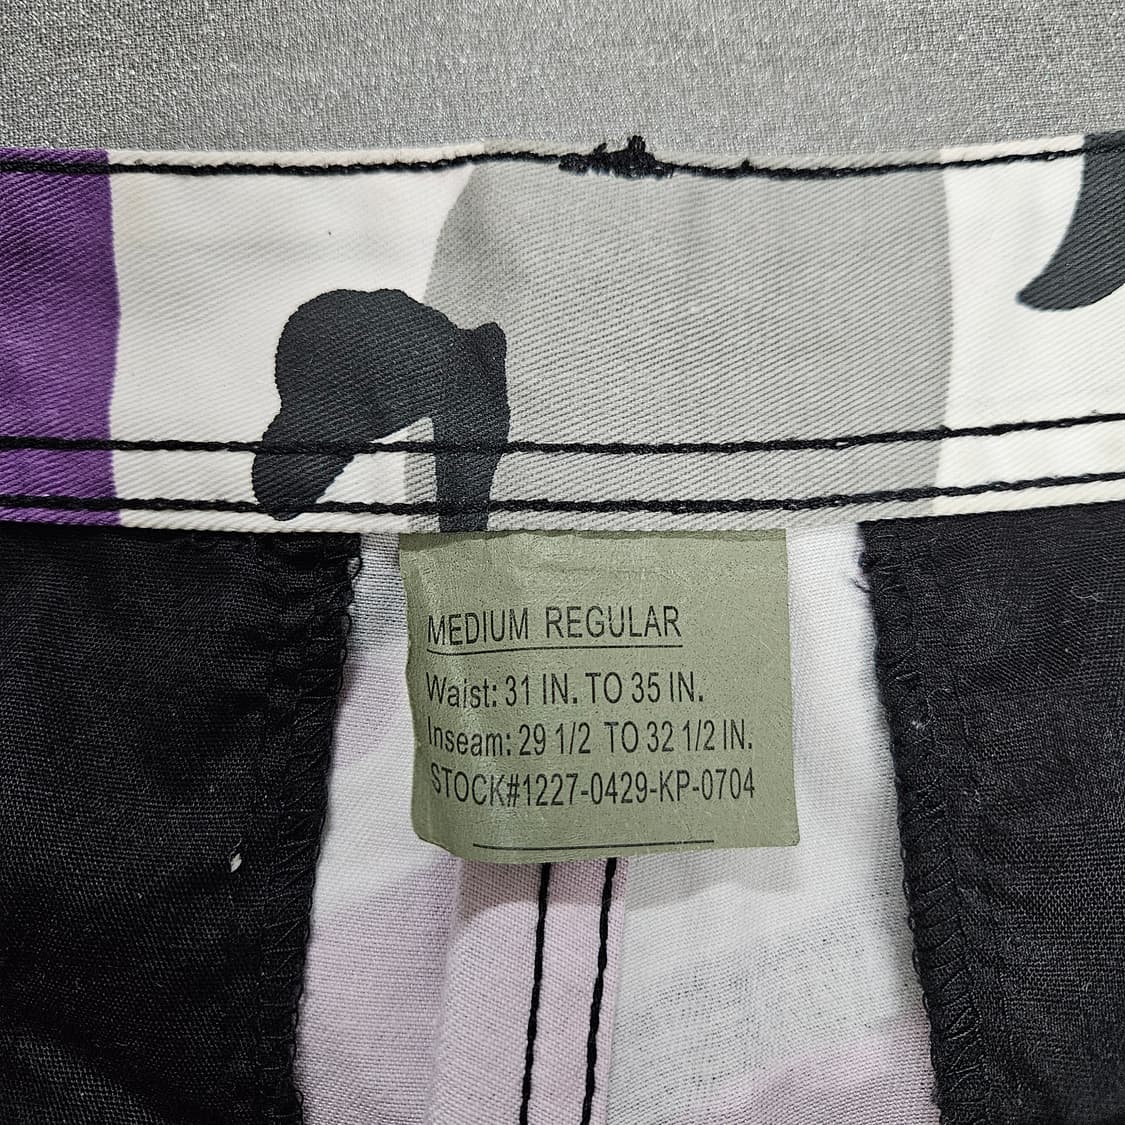 MEDIUM REGULAR
Waist: 31 IN. TO 35 IN.
Inseam: 29 1/2 TO 32 1/2 IN.
STOCK#1227-0429-KP-0704